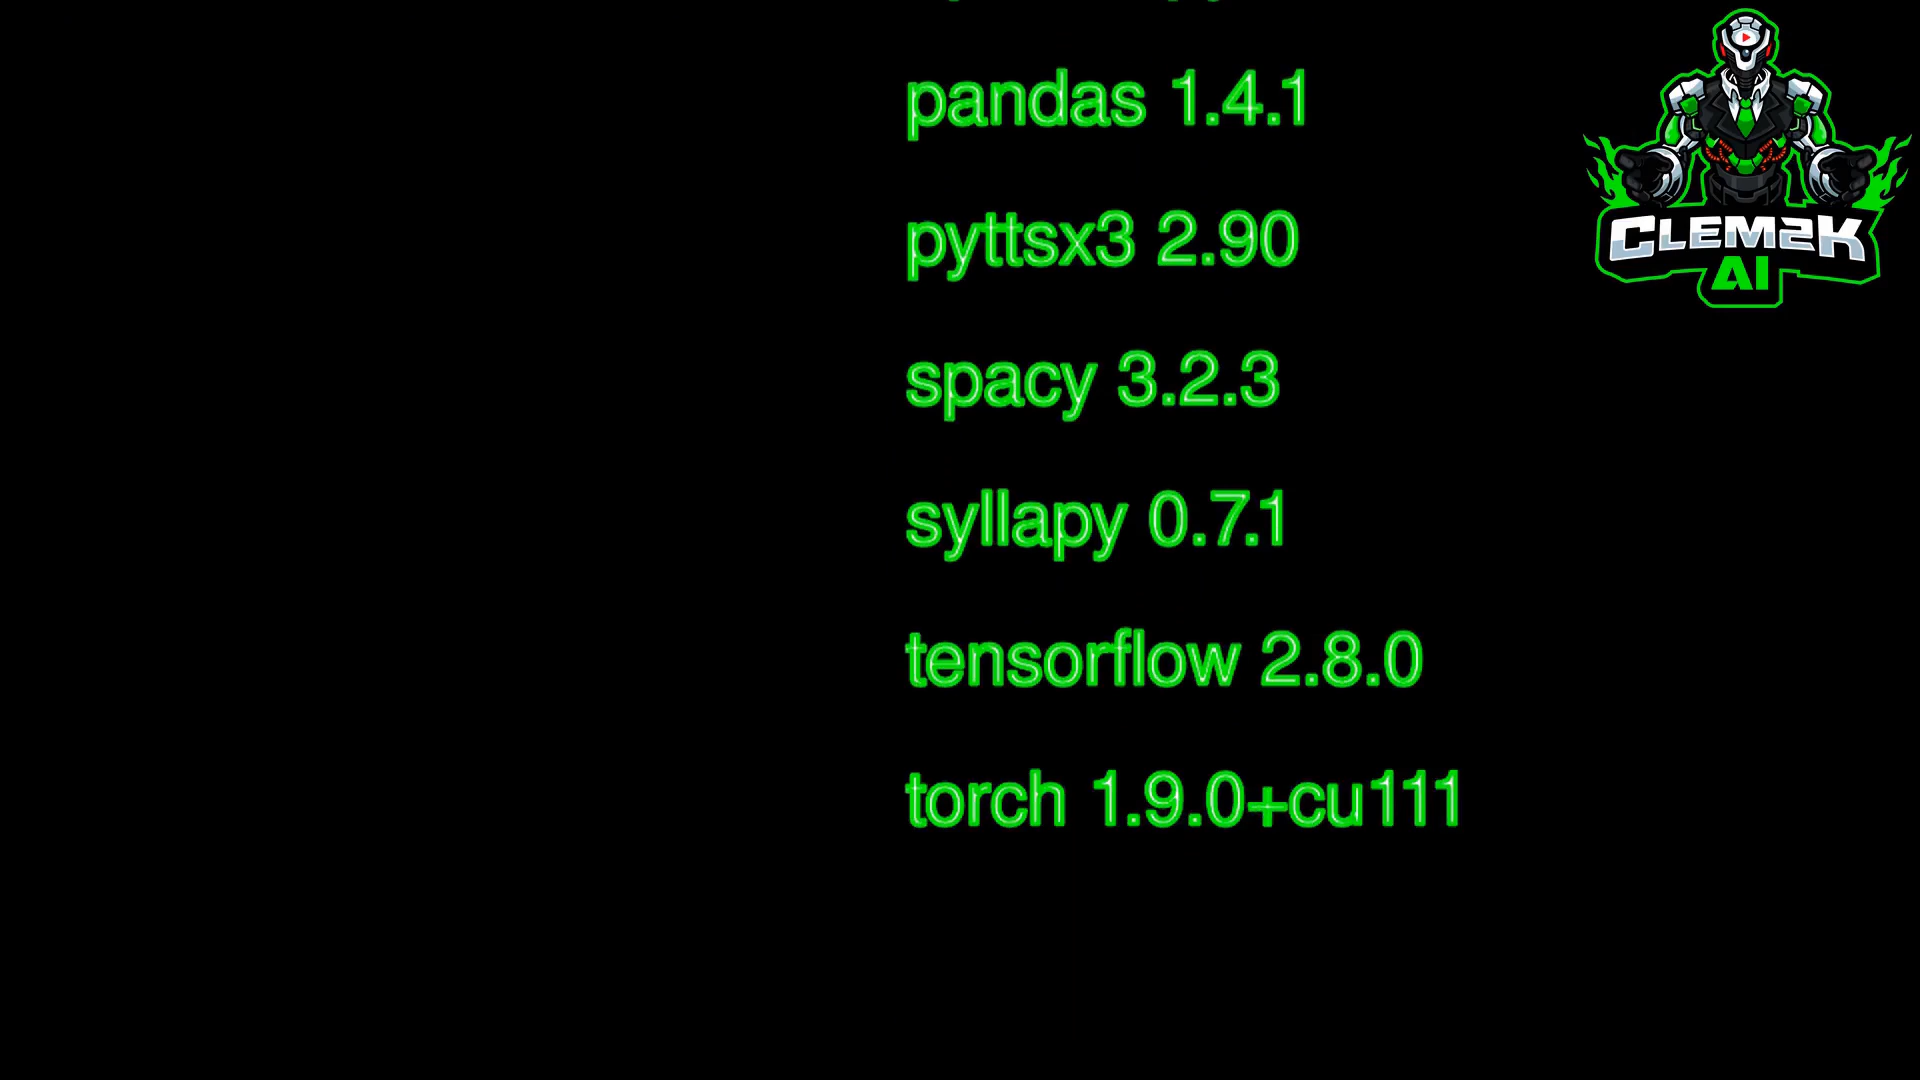 pandas 1.4.1
pyttsx3 2.90
spacy 3.2.3
syllapy 0.7.1
tensorflow 2.8.0
torch 1.9.0+cu111
CLEM2K
AI